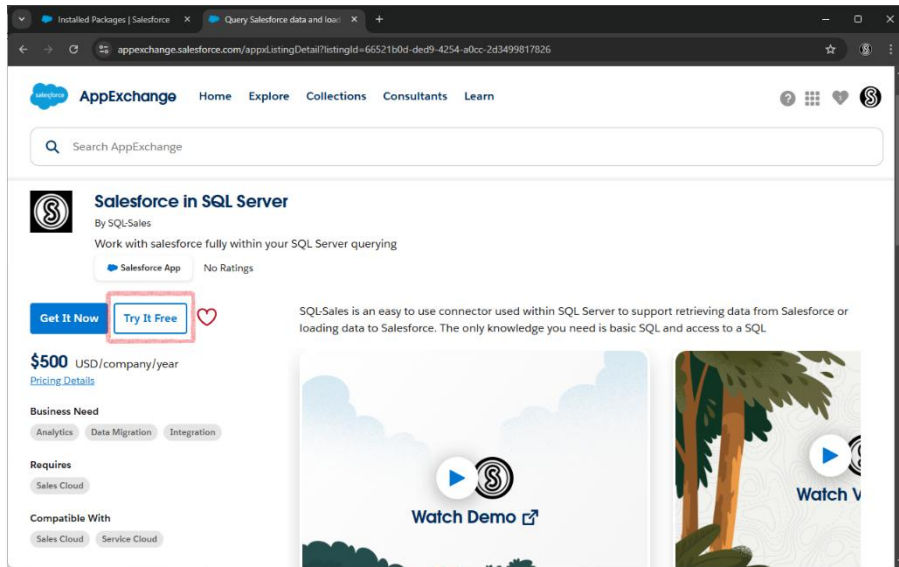 Installed Packages | Salesforce
Query Salesforce data and load
appexchange.salesforce.com/appxListingDetail?listingId=66521b0d-ded9-4254-a0cc-2d3499817826
salesforce
AppExchange Home Explore Collections Consultants Learn
Search AppExchange
Salesforce in SQL Server
By SQL-Sales
Work with salesforce fully within your SQL Server querying
Salesforce App No Ratings
Get It Now Try It Free
SQL-Sales is an easy to use connector used within SQL Server to support retrieving data from Salesforce or
loading data to Salesforce. The only knowledge you need is basic SQL and access to a SQL
$500 USD/company/year
Pricing Details
Business Need
Analytics Data Migration Integration
Requires
Sales Cloud
Compatible With
Sales Cloud Service Cloud
Watch Demo
Watch V